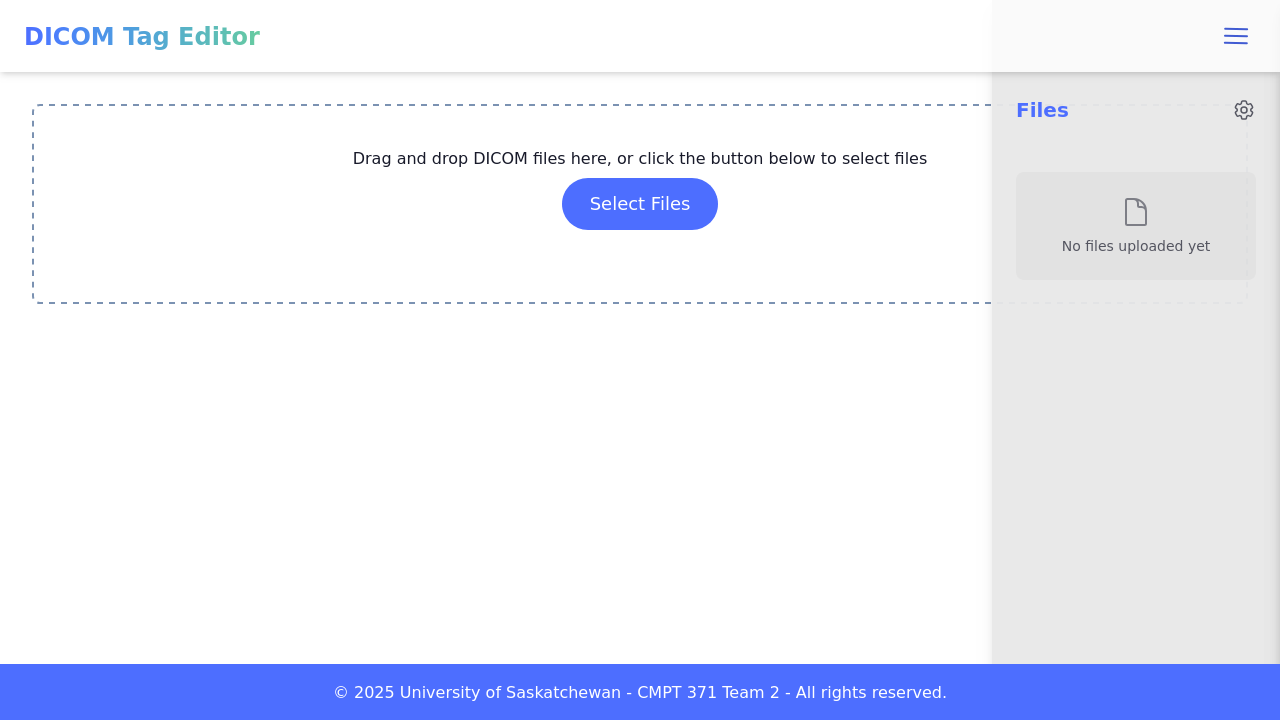 DICOM Tag Editor
Drag and drop DICOM files here, or click the button below to select files
Select Files
Files
No files uploaded yet
© 2025 University of Saskatchewan - CMPT 371 Team 2 - All rights reserved.